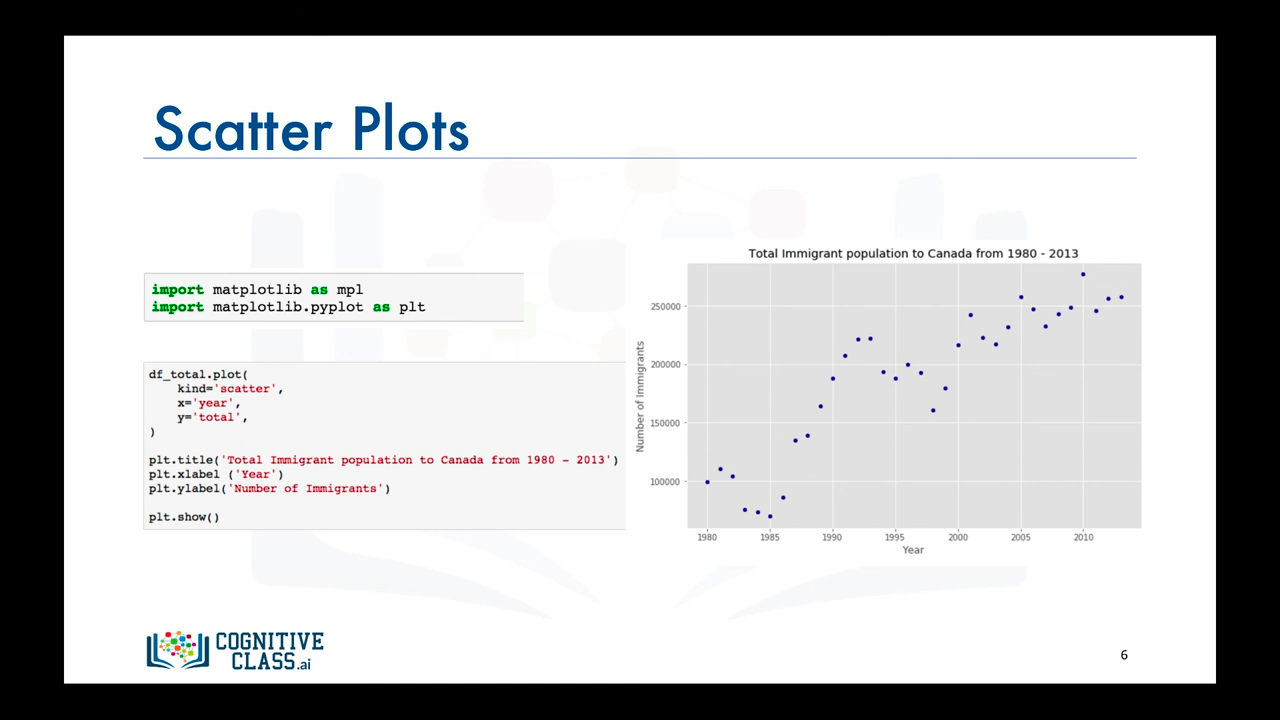 Scatter Plots
import matplotlib as mpl
import matplotlib.pyplot as plt
df_total.plot(
    kind='scatter',
    x='year',
    y='total',
)
plt.title('Total Immigrant population to Canada from 1980 - 2013')
plt.xlabel ('Year')
plt.ylabel('Number of Immigrants')
plt.show()
Total Immigrant population to Canada from 1980 - 2013
Number of Immigrants
250000
200000
150000
100000
1980 1985 1990 1995 2000 2005 2010
Year
COGNITIVE
CLASS.ai
6